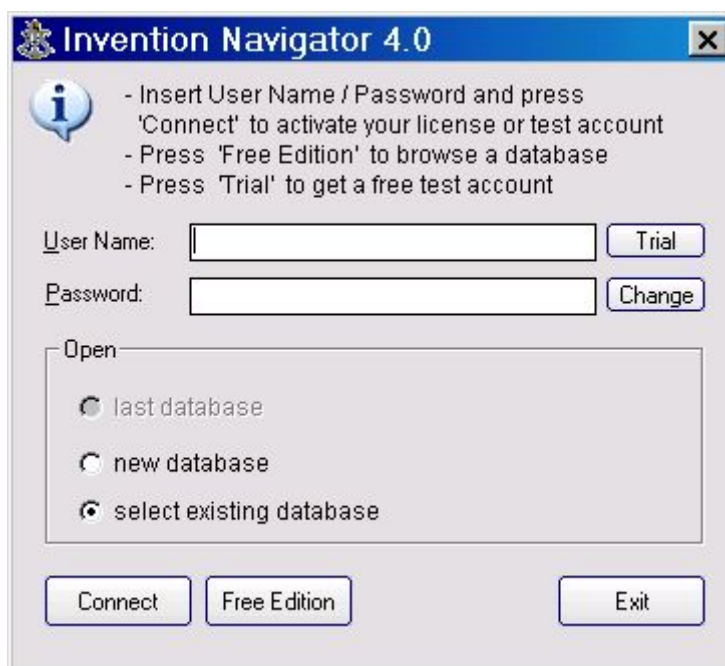 Invention Navigator 4.0
- Insert User Name / Password and press
'Connect' to activate your license or test account
- Press 'Free Edition' to browse a database
- Press 'Trial' to get a free test account
User Name: Trial
Password: Change
Open
last database
new database
select existing database
Connect Free Edition Exit